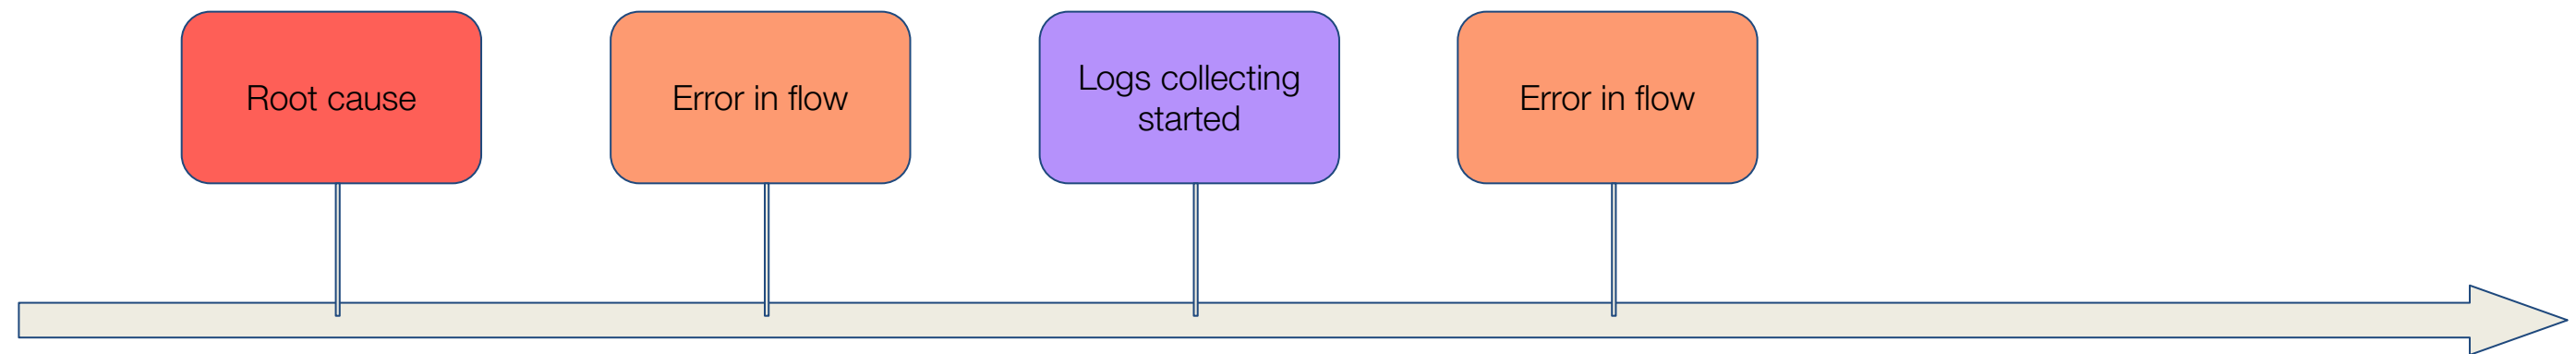 Root cause
Error in flow
Logs collecting
started
Error in flow